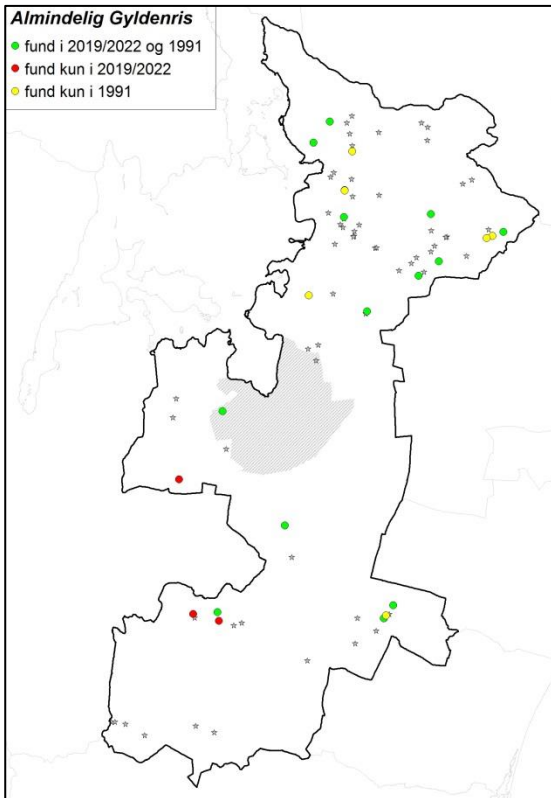 Almindelig Gyldenris
fund i 2019/2022 og 1991
fund kun i 2019/2022
fund kun i 1991